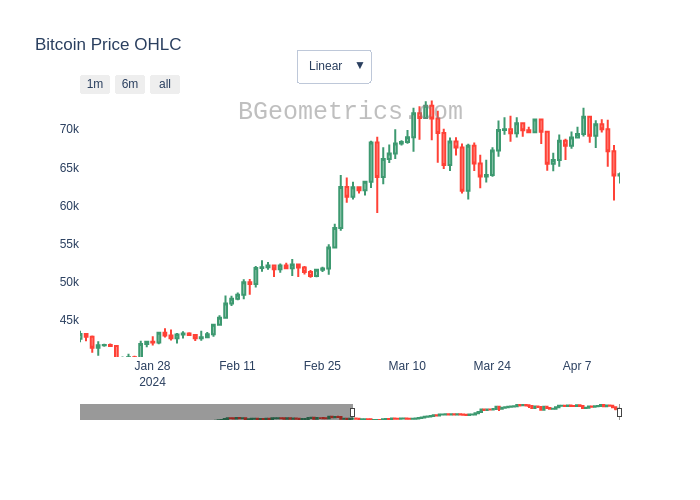 Bitcoin Price OHLC
Linear ▼
1m 6m all
BGeometrics.com
70k
65k
60k
55k
50k
45k
Jan 28 Feb 11 Feb 25 Mar 10 Mar 24 Apr 7
2024